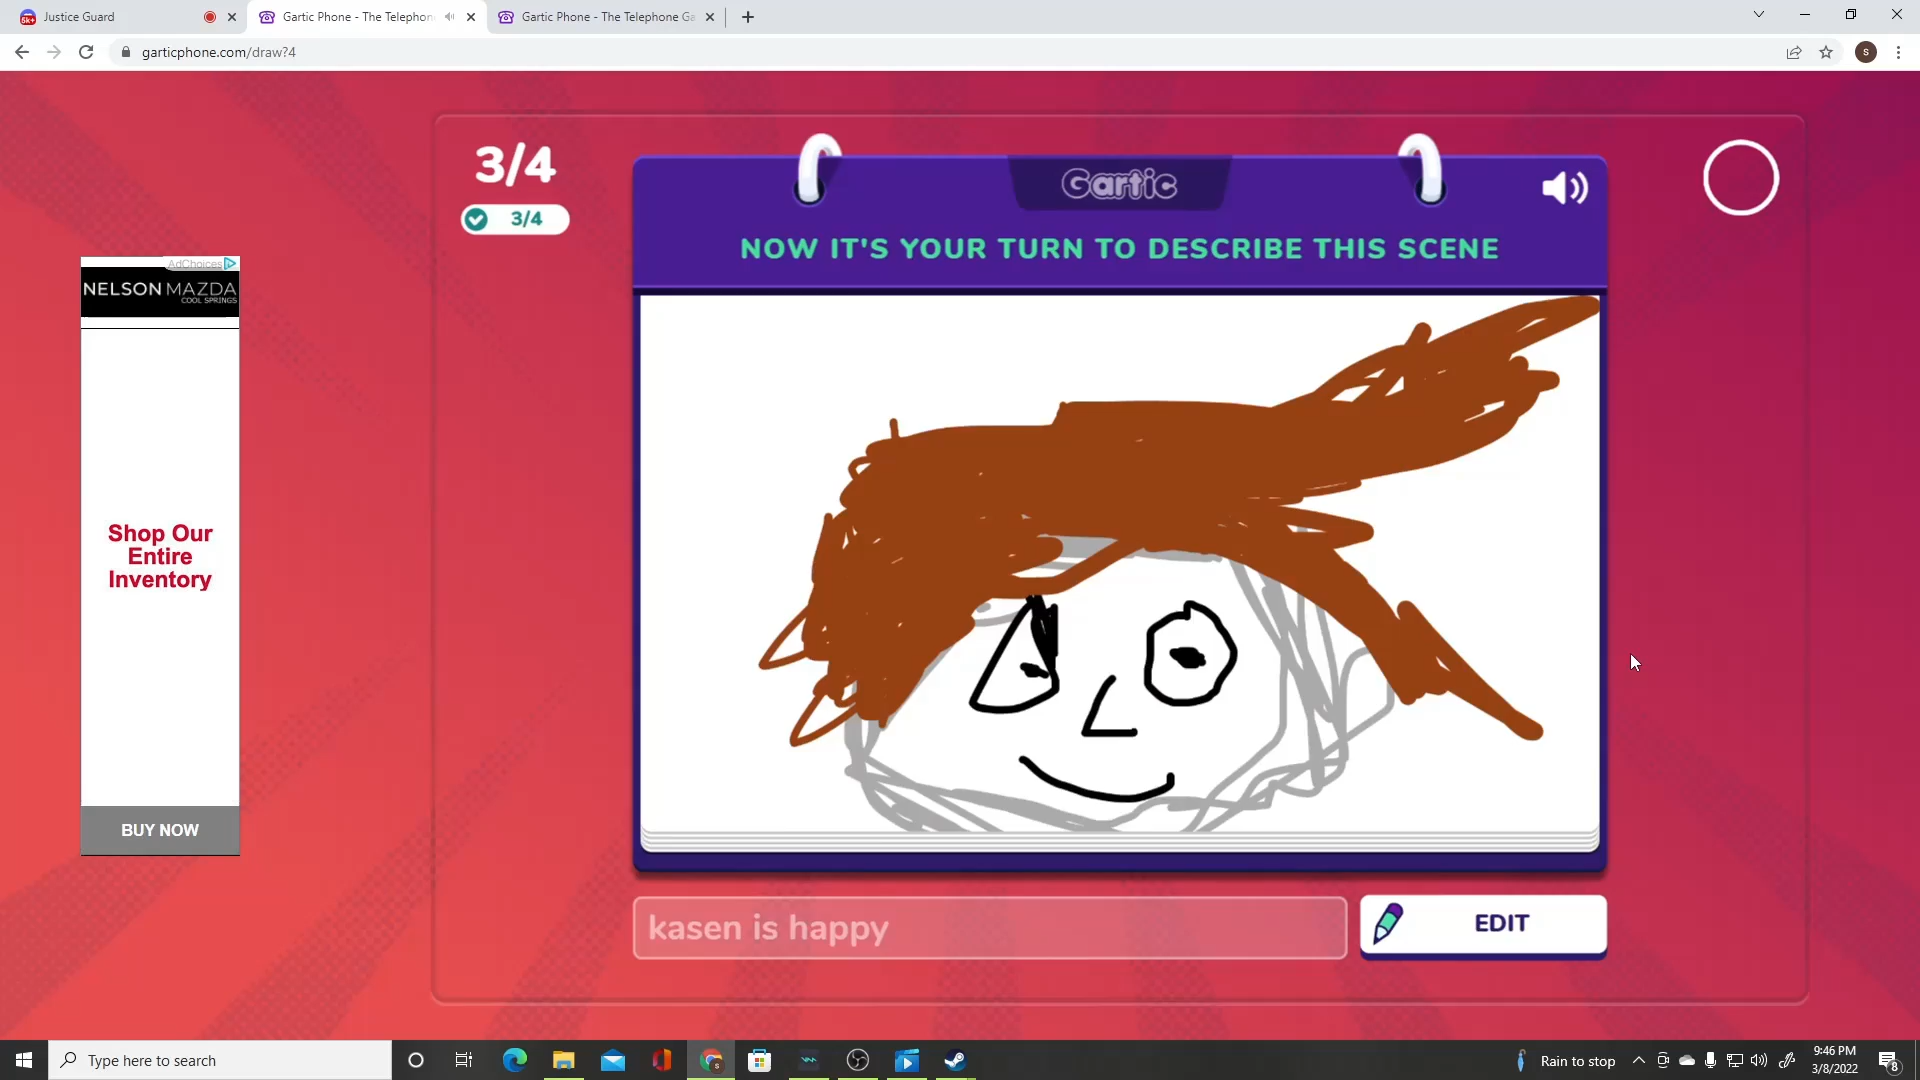 Justice Guard
Gartic Phone - The Telephon
Gartic Phone - The Telephone Ga
garticphone.com/draw?4
s
3/4
3/4
Gartic
NOW IT'S YOUR TURN TO DESCRIBE THIS SCENE
AdChoices
NELSON MAZDA
COOL SPRINGS
Shop Our
Entire
Inventory
BUY NOW
kasen is happy
EDIT
Type here to search
Rain to stop
9:46 PM
3/8/2022
8